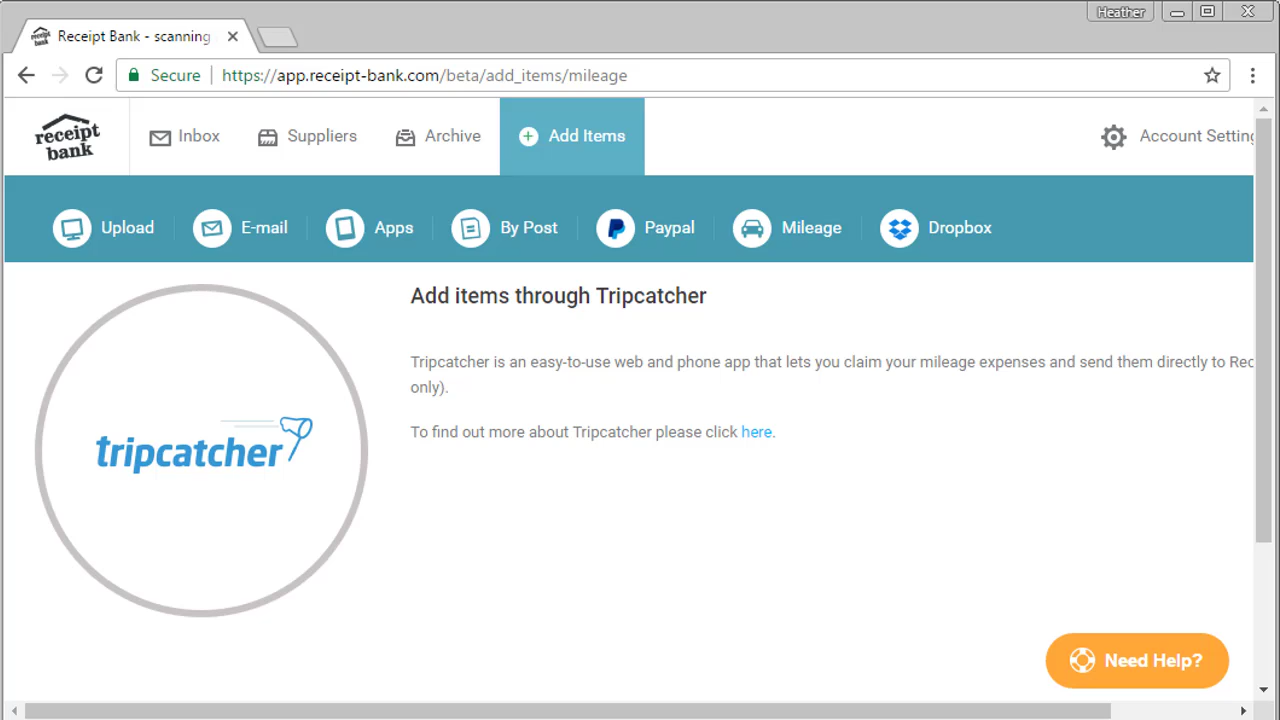 Heather
Receipt Bank - scanning
Secure https://app.receipt-bank.com/beta/add_items/mileage
receipt bank
Inbox Suppliers Archive Add Items Account Settin
Upload E-mail Apps By Post Paypal Mileage Dropbox
Add items through Tripcatcher
Tripcatcher is an easy-to-use web and phone app that lets you claim your mileage expenses and send them directly to Rec
only).
To find out more about Tripcatcher please click here.
tripcatcher
Need Help?